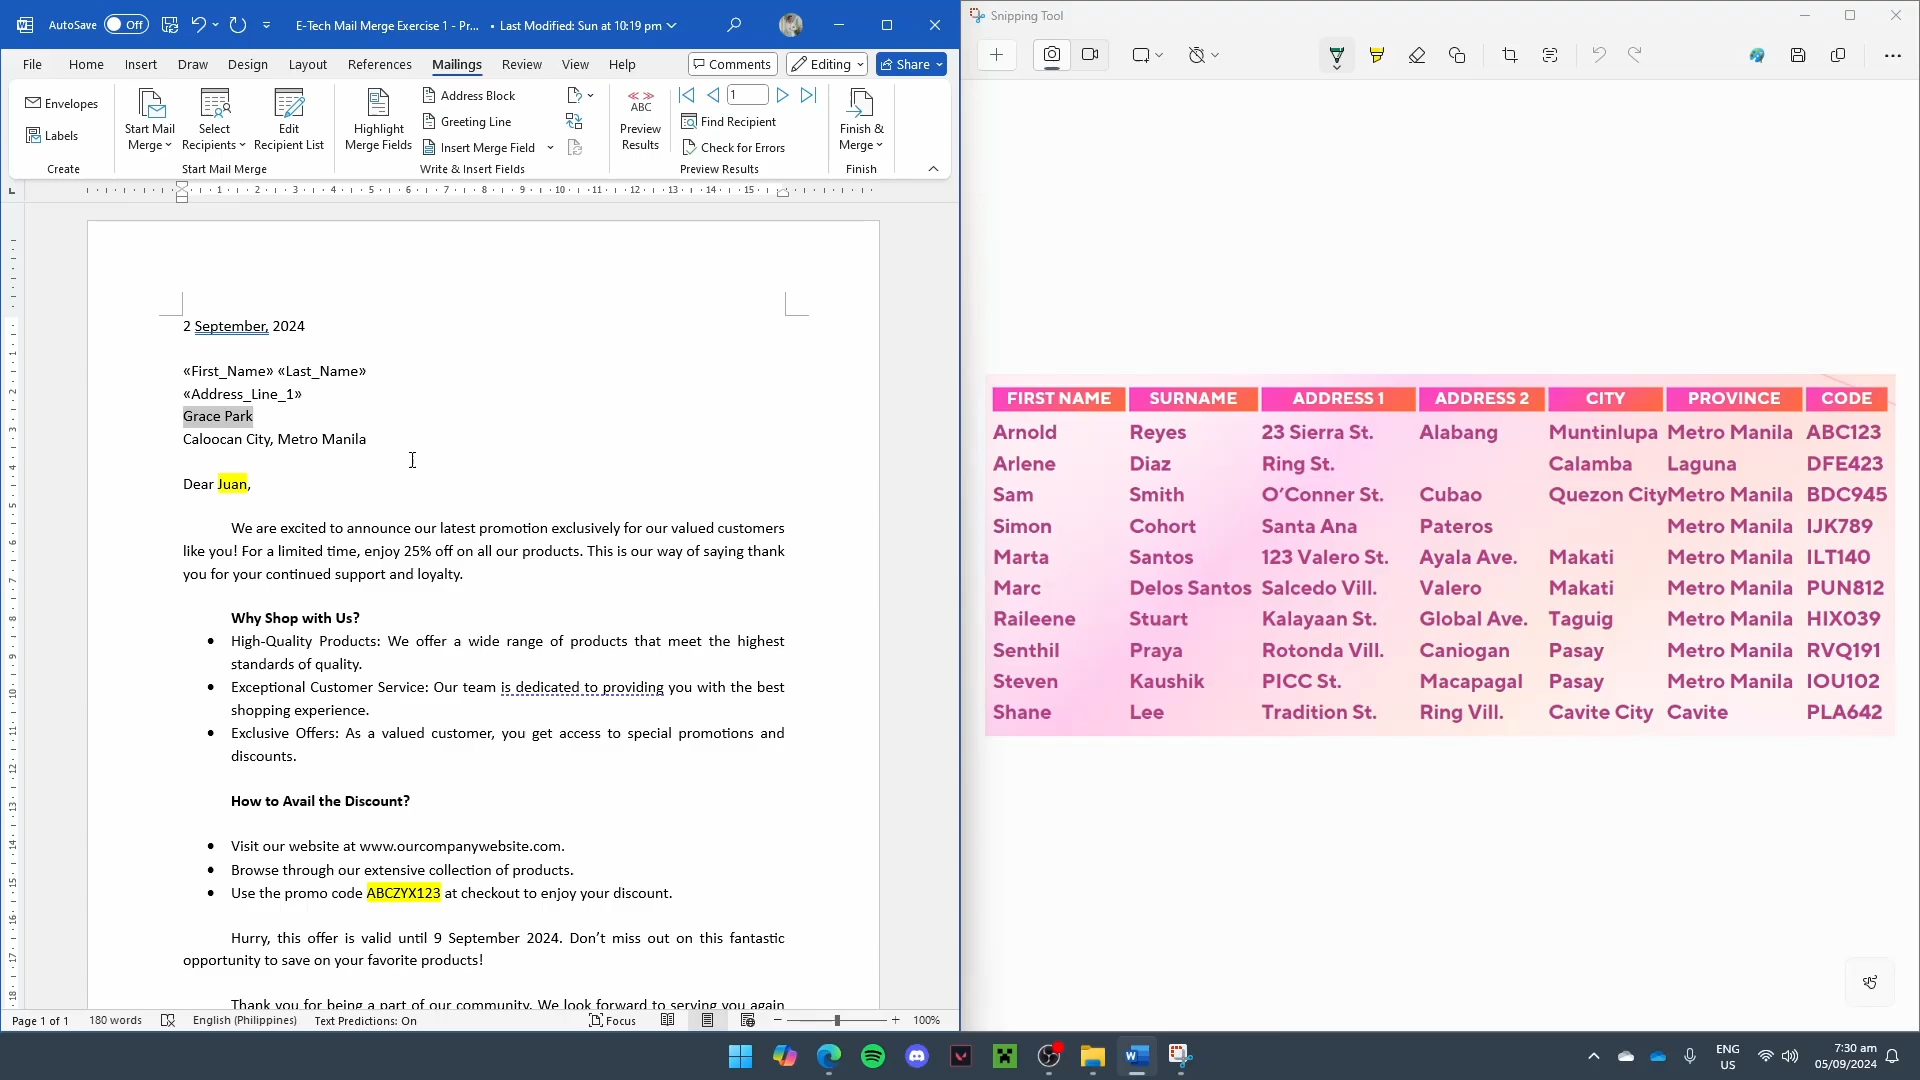 AutoSave Off E-Tech Mail Merge Exercise 1 - Pr... • Last Modified: Sun at 10:19 pm
File Home Insert Draw Design Layout References Mailings Review View Help Comments Editing Share
Envelopes
Labels
Create
Start Mail Merge
Select Recipients
Edit Recipient List
Start Mail Merge
Highlight Merge Fields
Address Block
Greeting Line
Insert Merge Field
Write & Insert Fields
ABC
Preview Results
1
Find Recipient
Check for Errors
Preview Results
Finish & Merge
Finish
1 2 3 4 5 6 7 8 9 10 11 12 13 14 15
2 September, 2024
«First_Name» «Last_Name»
«Address_Line_1»
Grace Park
Caloocan City, Metro Manila
Dear Juan,
We are excited to announce our latest promotion exclusively for our valued customers
like you! For a limited time, enjoy 25% off on all our products. This is our way of saying thank
you for your continued support and loyalty.
Why Shop with Us?
• High-Quality Products: We offer a wide range of products that meet the highest
standards of quality.
• Exceptional Customer Service: Our team is dedicated to providing you with the best
shopping experience.
• Exclusive Offers: As a valued customer, you get access to special promotions and
discounts.
How to Avail the Discount?
• Visit our website at www.ourcompanywebsite.com.
• Browse through our extensive collection of products.
• Use the promo code ABCZYX123 at checkout to enjoy your discount.
Hurry, this offer is valid until 9 September 2024. Don’t miss out on this fantastic
opportunity to save on your favorite products!
Thank you for being a part of our community. We look forward to serving you again
Page 1 of 1 180 words English (Philippines) Text Predictions: On Focus 100%
Snipping Tool
FIRST NAME SURNAME ADDRESS 1 ADDRESS 2 CITY PROVINCE CODE
Arnold Reyes 23 Sierra St. Alabang Muntinlupa Metro Manila ABC123
Arlene Diaz Ring St. Calamba Laguna DFE423
Sam Smith O’Conner St. Cubao Quezon City Metro Manila BDC945
Simon Cohort Santa Ana Pateros Metro Manila IJK789
Marta Santos 123 Valero St. Ayala Ave. Makati Metro Manila ILT140
Marc Delos Santos Salcedo Vill. Valero Makati Metro Manila PUN812
Raileene Stuart Kalayaan St. Global Ave. Taguig Metro Manila HIX039
Senthil Praya Rotonda Vill. Caniogan Pasay Metro Manila RVQ191
Steven Kaushik PICC St. Macapagal Pasay Metro Manila IOU102
Shane Lee Tradition St. Ring Vill. Cavite City Cavite PLA642
ENG
US
7:30 am
05/09/2024